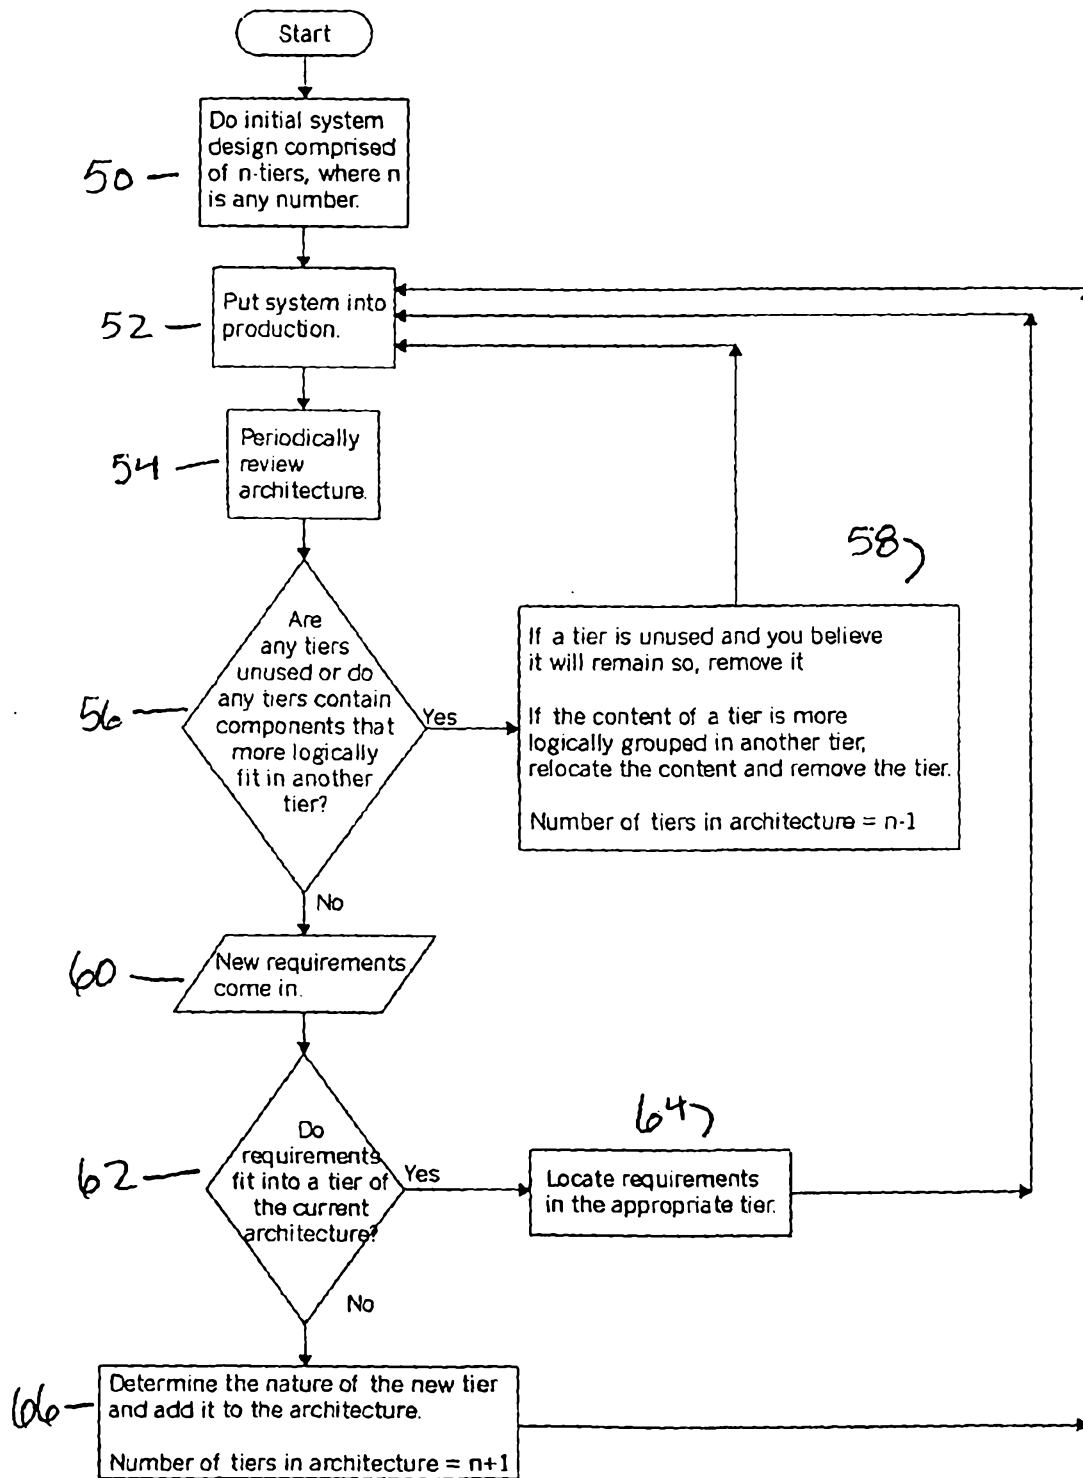 Start
Do initial system
design comprised
of n-tiers, where n
is any number.
50
Put system into
production.
52
Periodically
review
architecture.
54
58
Are
any tiers
unused or do
any tiers contain
components that
more logically
fit in another
tier?
56
Yes
If a tier is unused and you believe
it will remain so, remove it
If the content of a tier is more
logically grouped in another tier,
relocate the content and remove the tier.
Number of tiers in architecture = n-1
No
New requirements
come in.
60
64
Do
requirements
fit into a tier of
the current
architecture?
62
Yes
Locate requirements
in the appropriate tier.
No
Determine the nature of the new tier
and add it to the architecture.
Number of tiers in architecture = n+1
66